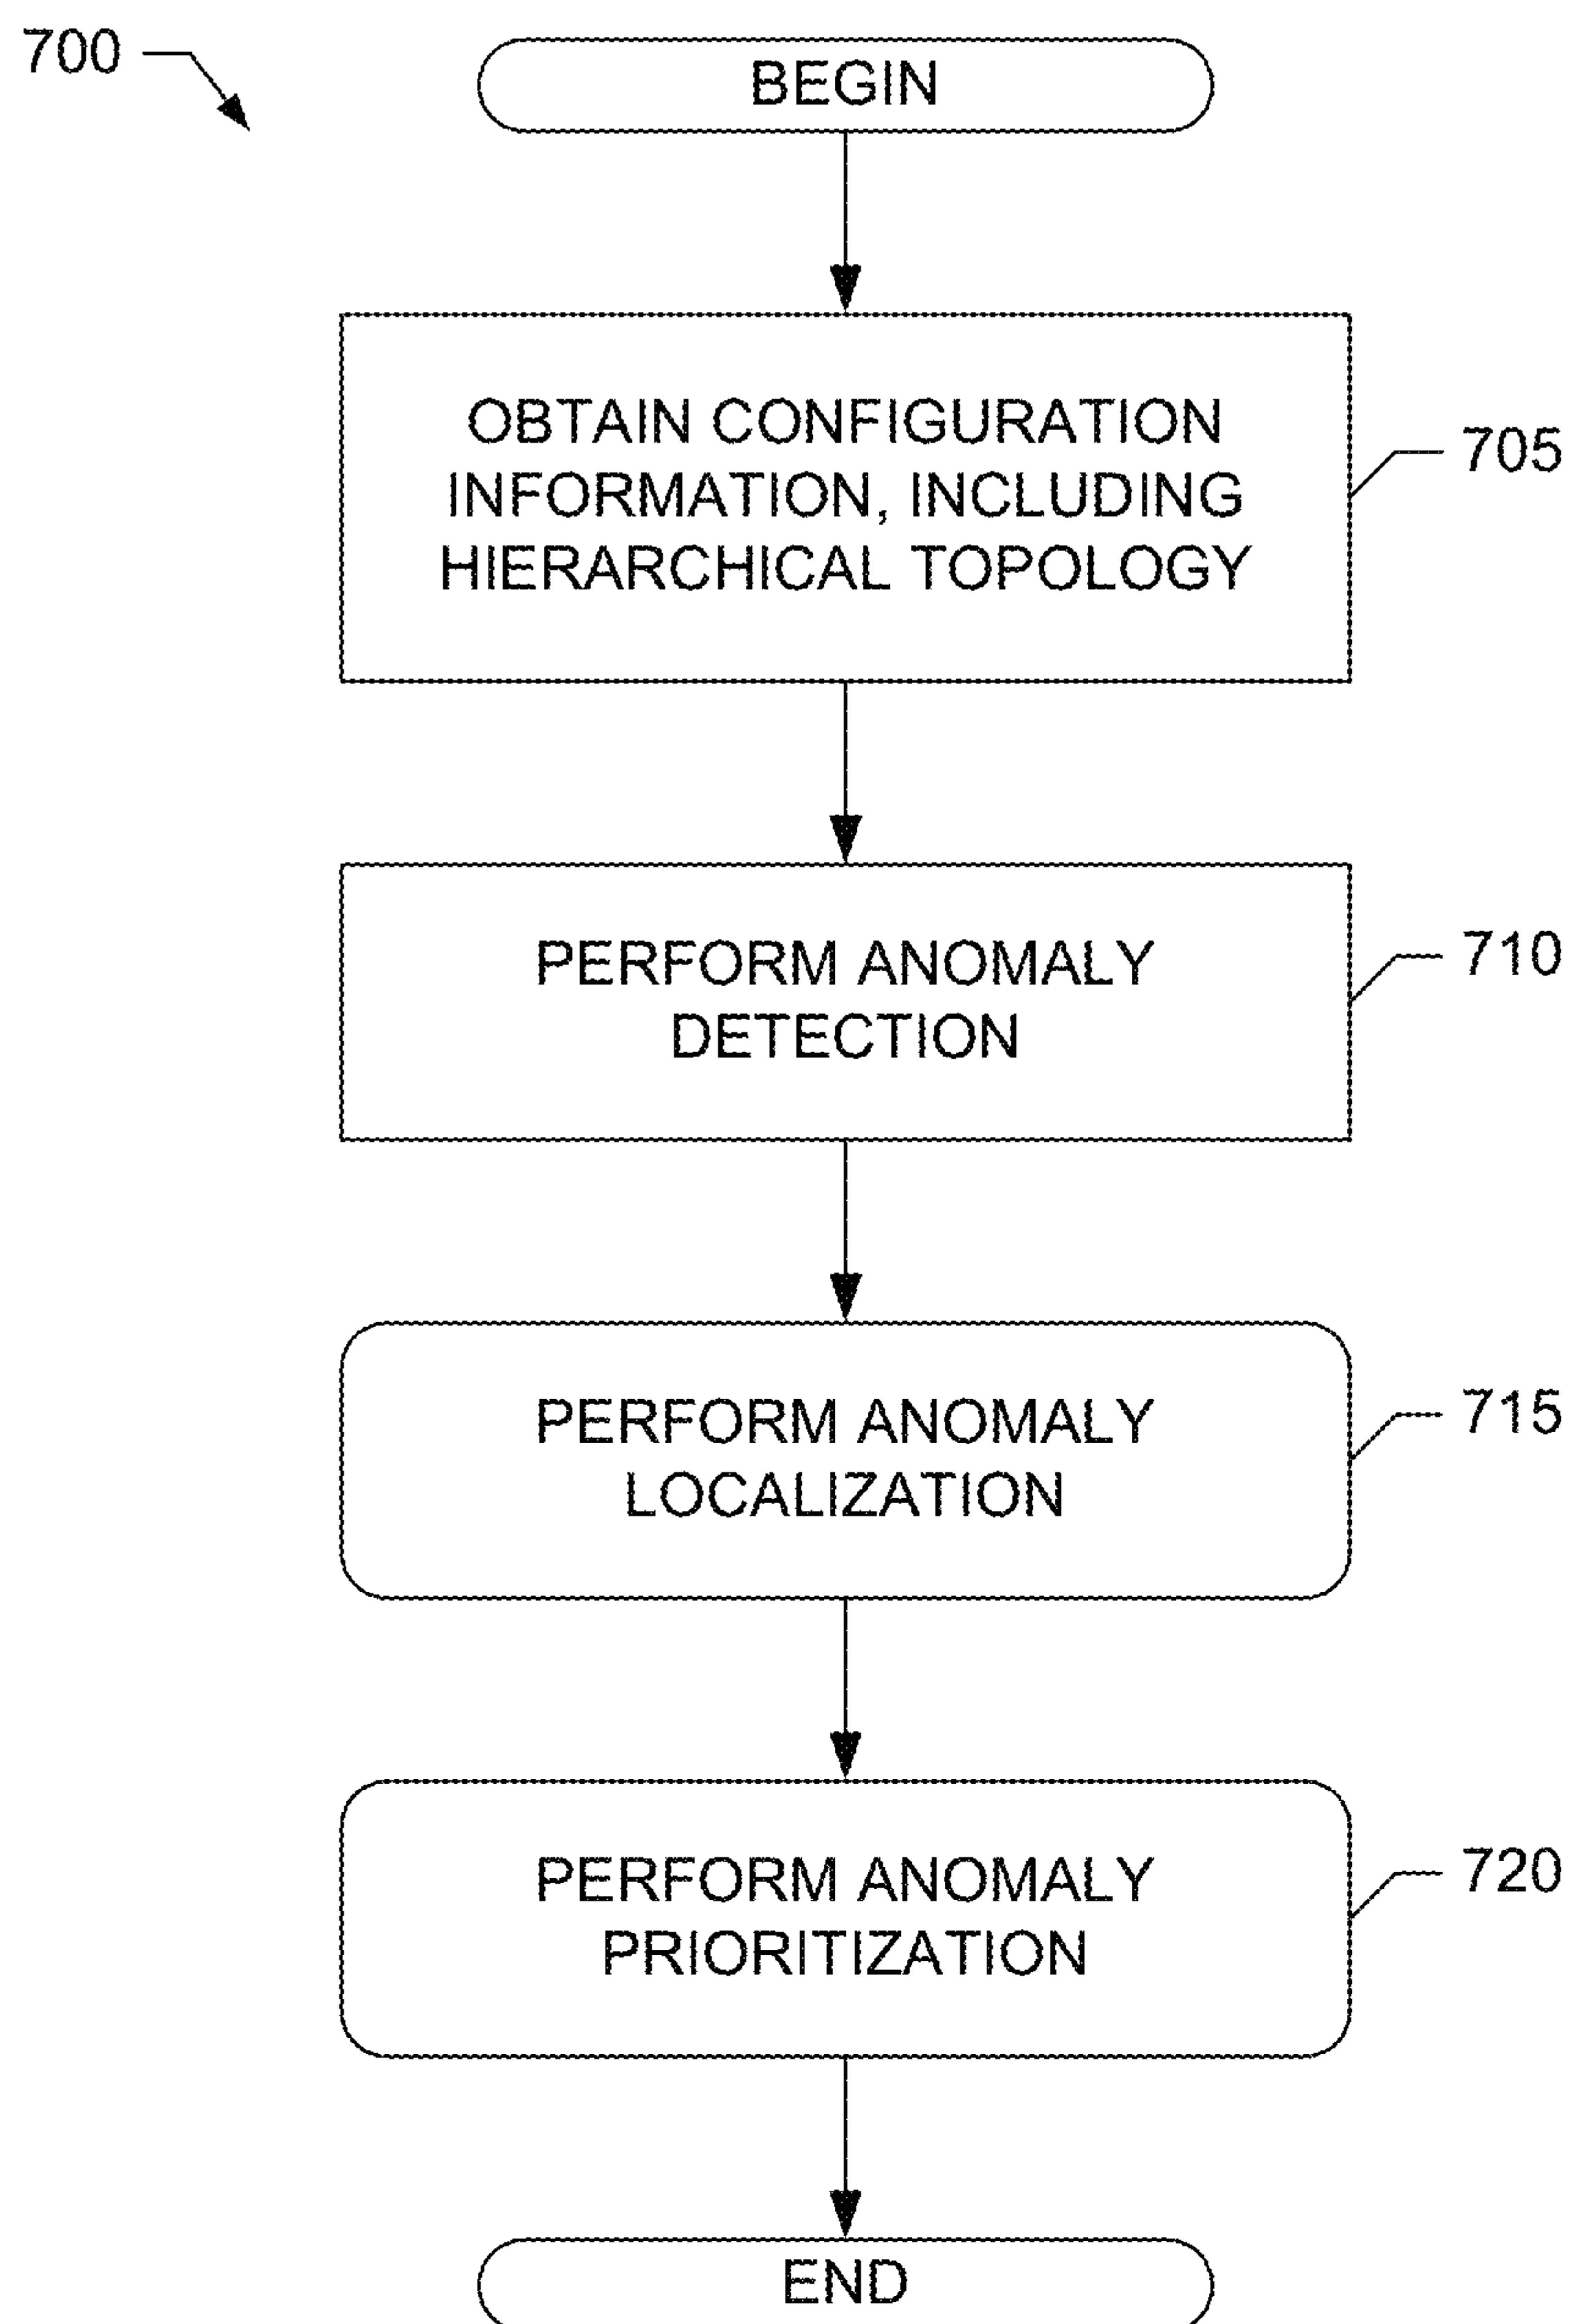 700
BEGIN
OBTAIN CONFIGURATION
INFORMATION, INCLUDING
HIERARCHICAL TOPOLOGY
705
PERFORM ANOMALY
DETECTION
710
PERFORM ANOMALY
LOCALIZATION
715
PERFORM ANOMALY
PRIORITIZATION
720
END